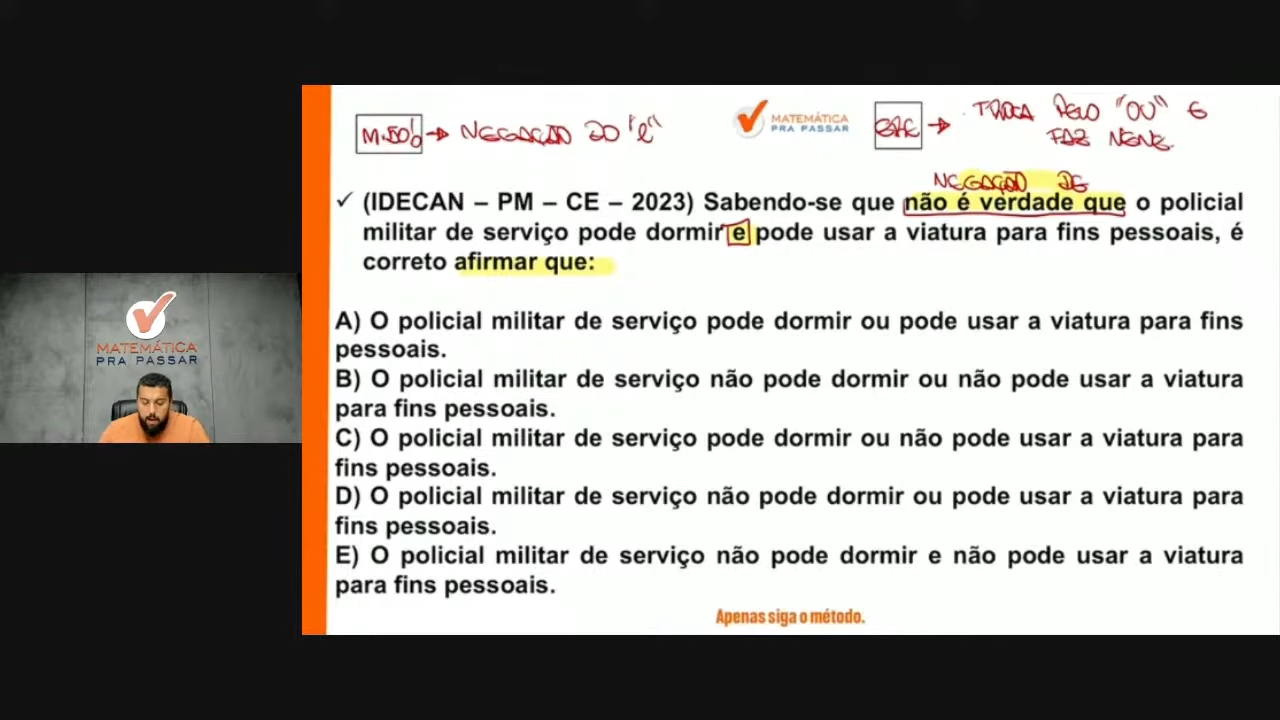 NEGAÇÃO DO "e"
MATEMÁTICA
PRA PASSAR
TROCA PELO "OU" E
FAZ NENE.
NEGAÇÃO DE
✓ (IDECAN – PM – CE – 2023) Sabendo-se que não é verdade que o policial
militar de serviço pode dormir e pode usar a viatura para fins pessoais, é
correto afirmar que:
A) O policial militar de serviço pode dormir ou pode usar a viatura para fins
pessoais.
B) O policial militar de serviço não pode dormir ou não pode usar a viatura
para fins pessoais.
C) O policial militar de serviço pode dormir ou não pode usar a viatura para
fins pessoais.
D) O policial militar de serviço não pode dormir ou pode usar a viatura para
fins pessoais.
E) O policial militar de serviço não pode dormir e não pode usar a viatura
para fins pessoais.
Apenas siga o método.
MATEMÁTICA
PRA PASSAR